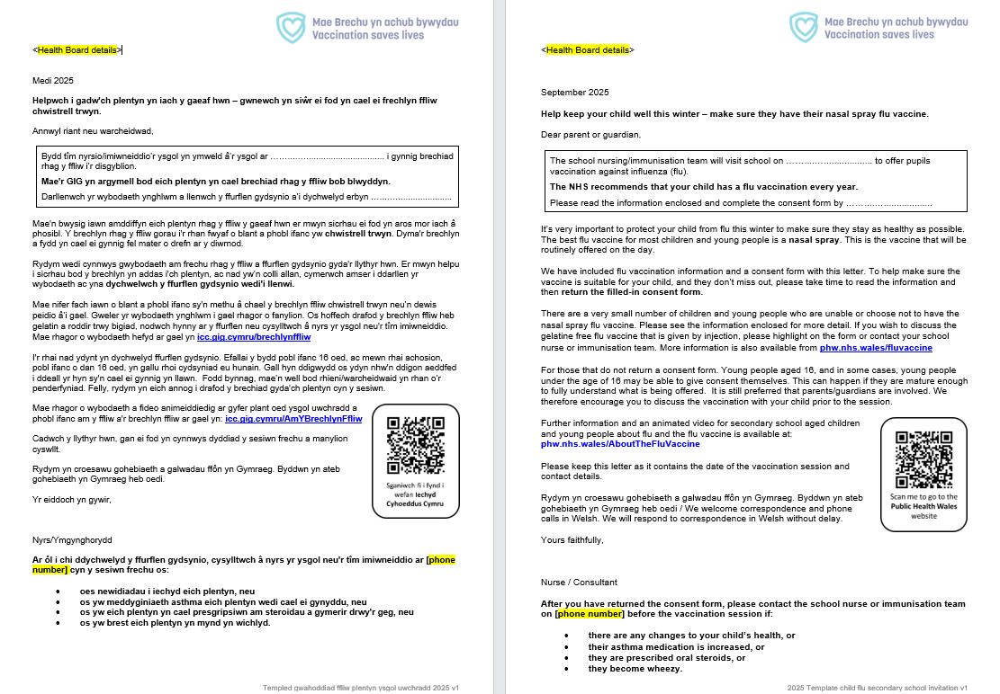 Mae Brechu yn achub bywydau
Vaccination saves lives
<Health Board details>
Medi 2025
Helpwch i gadw'ch plentyn yn iach y gaeaf hwn – gwnewch yn siŵr ei fod yn cael ei frechlyn ffliw
chwistrell trwyn.
Annwyl riant neu warcheidwad,
Bydd tîm nyrsio/imiwneiddio'r ysgol yn ymweld â'r ysgol ar ……............................... i gynnig brechiad
rhag y ffliw i'r disgyblion.
Mae'r GIG yn argymell bod eich plentyn yn cael brechiad rhag y ffliw bob blwyddyn.
Darllenwch yr wybodaeth ynghlwm a llenwch y ffurflen gydsynio a'i dychwelyd erbyn …............................
Mae'n bwysig iawn amddiffyn eich plentyn rhag y ffliw y gaeaf hwn er mwyn sicrhau ei fod yn aros mor iach â
phosibl. Y brechlyn rhag y ffliw gorau i'r rhan fwyaf o blant a phobl ifanc yw chwistrell trwyn. Dyma'r brechlyn
a fydd yn cael ei gynnig fel mater o drefn ar y diwrnod.
Rydym wedi cynnwys gwybodaeth am frechu rhag y ffliw a ffurflen gydsynio gyda'r llythyr hwn. Er mwyn helpu
i sicrhau bod y brechlyn yn addas i'ch plentyn, ac nad yw'n colli allan, cymerwch amser i ddarllen yr
wybodaeth ac yna dychwelwch y ffurflen gydsynio wedi'i llenwi.
Mae nifer fach iawn o blant a phobl ifanc sy'n methu â chael y brechlyn chwistrell trwyn neu'n dewis
peidio â'i gael. Gweler yr wybodaeth ynghlwm i gael rhagor o fanylion. Os hoffech drafod y brechlyn ffliw heb
gelatin a roddir trwy bigiad, nodwch hynny ar y ffurflen neu cysylltwch â nyrs yr ysgol neu'r tîm imiwneiddio.
Mae rhagor o wybodaeth hefyd ar gael yn icc.gig.cymru/brechlynffliw
I'r rhai nad ydynt yn dychwelyd ffurflen gydsynio. Efallai y bydd pobl ifanc 16 oed, ac mewn rhai achosion,
pobl ifanc o dan 16 oed, yn gallu rhoi cydsyniad eu hunain. Gall hyn ddigwydd os ydyn nhw'n ddigon aeddfed
i ddeall yr hyn sy'n cael ei gynnig yn llawn.  Fodd bynnag, mae'n well bod rhieni/warcheidwaid yn rhan o'r
penderfyniad. Felly, rydym yn eich annog i drafod y brechiad gyda'ch plentyn cyn y sesiwn.
Mae rhagor o wybodaeth a fideo animeiddiedig ar gyfer plant oed ysgol uwchradd a
phobl ifanc am y ffliw a'r brechlyn ffliw ar gael yn: icc.gig.cymru/AmYBrechlynFfliw
Cadwch y llythyr hwn, gan ei fod yn cynnwys dyddiad y sesiwn frechu a manylion
cyswllt.
Rydym yn croesawu gohebiaeth a galwadau ffôn yn Gymraeg. Byddwn yn ateb
gohebiaeth yn Gymraeg heb oedi.
Yr eiddoch yn gywir,
Sganiwch fi i fynd i
wefan Iechyd
Cyhoeddus Cymru
Nyrs/Ymgynghorydd
Ar ôl i chi ddychwelyd y ffurflen gydsynio, cysylltwch â nyrs yr ysgol neu'r tîm imiwneiddio ar [phone
number] cyn y sesiwn frechu os:
• oes newidiadau i iechyd eich plentyn, neu
• os yw meddyginiaeth asthma eich plentyn wedi cael ei gynyddu, neu
• os yw eich plentyn yn cael presgripsiwn am steroidau a gymerir drwy'r geg, neu
• os yw brest eich plentyn yn mynd yn wichlyd.
Templed gwahoddiad ffliw plentyn ysgol uwchradd 2025 v1
Mae Brechu yn achub bywydau
Vaccination saves lives
<Health Board details>
September 2025
Help keep your child well this winter – make sure they have their nasal spray flu vaccine.
Dear parent or guardian,
The school nursing/immunisation team will visit school on ……....…..................... to offer pupils
vaccination against influenza (flu).
The NHS recommends that your child has a flu vaccination every year.
Please read the information enclosed and complete the consent form by ………...................
It's very important to protect your child from flu this winter to make sure they stay as healthy as possible.
The best flu vaccine for most children and young people is a nasal spray. This is the vaccine that will be
routinely offered on the day.
We have included flu vaccination information and a consent form with this letter. To help make sure the
vaccine is suitable for your child, and they don't miss out, please take time to read the information and
then return the filled-in consent form.
There are a very small number of children and young people who are unable or choose not to have the
nasal spray flu vaccine. Please see the information enclosed for more detail. If you wish to discuss the
gelatine free flu vaccine that is given by injection, please highlight on the form or contact your school
nurse or immunisation team. More information is also available from phw.nhs.wales/fluvaccine
For those that do not return a consent form. Young people aged 16, and in some cases, young people
under the age of 16 may be able to give consent themselves. This can happen if they are mature enough
to fully understand what is being offered.  It is still preferred that parents/guardians are involved. We
therefore encourage you to discuss the vaccination with your child prior to the session.
Further information and an animated video for secondary school aged children
and young people about flu and the flu vaccine is available at:
phw.nhs.wales/AboutTheFluVaccine
Please keep this letter as it contains the date of the vaccination session and
contact details.
Rydym yn croesawu gohebiaeth a galwadau ffôn yn Gymraeg. Byddwn yn ateb
gohebiaeth yn Gymraeg heb oedi / We welcome correspondence and phone
calls in Welsh. We will respond to correspondence in Welsh without delay.
Yours faithfully,
Scan me to go to the
Public Health Wales
website
Nurse / Consultant
After you have returned the consent form, please contact the school nurse or immunisation team
on [phone number] before the vaccination session if:
• there are any changes to your child's health, or
• their asthma medication is increased, or
• they are prescribed oral steroids, or
• they become wheezy.
2025 Template child flu secondary school invitation v1